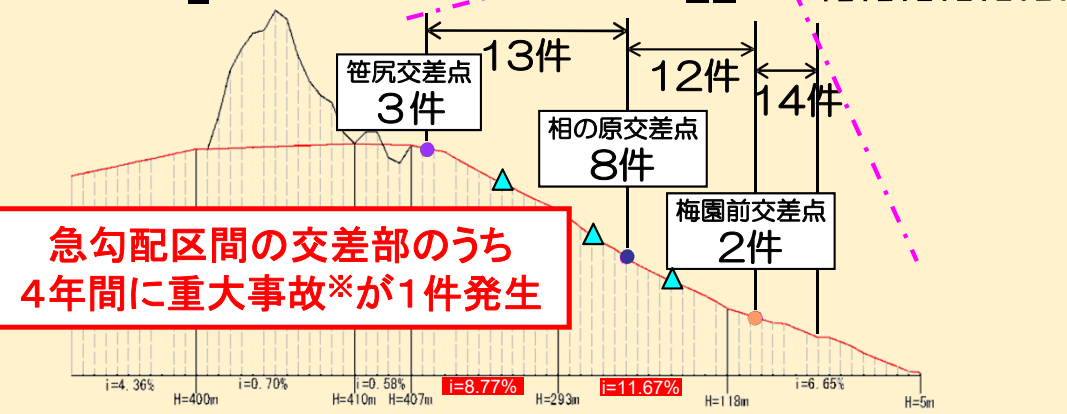 13件
笹尻交差点
3件
12件
14件
相の原交差点
8件
梅園前交差点
2件
急勾配区間の交差部のうち
4年間に重大事故※が1件発生
i=4.36%
i=0.70%
i=0.58%
i=8.77%
i=11.67%
i=6.65%
H=400m
H=410m
H=407m
H=293m
H=118m
H=5m